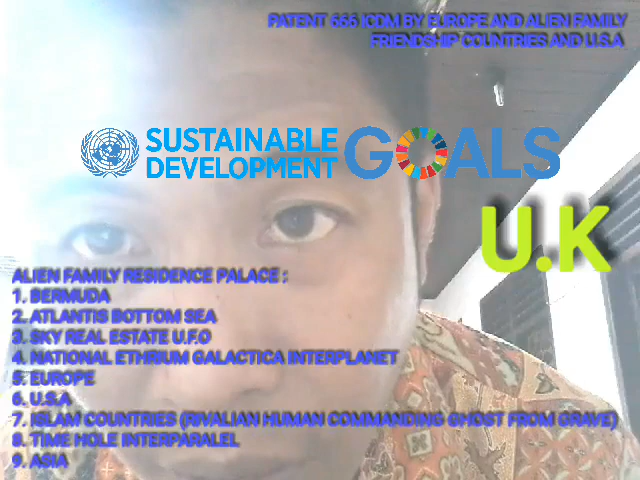 PATENT 666 ICDM BY EUROPE AND ALIEN FAMILY
FRIENDSHIP COUNTRIES AND U.S.A
SUSTAINABLE
DEVELOPMENT GOALS
U.K
ALIEN FAMILY RESIDENCE PALACE :
1. BERMUDA
2. ATLANTIS BOTTOM SEA
3. SKY REAL ESTATE U.F.O
4. NATIONAL ETHRIUM GALACTICA INTERPLANET
5. EUROPE
6. U.S.A
7. ISLAM COUNTRIES (RIVALIAN HUMAN COMMANDING GHOST FROM GRAVE)
8. TIME HOLE INTERPARALEL
9. ASIA